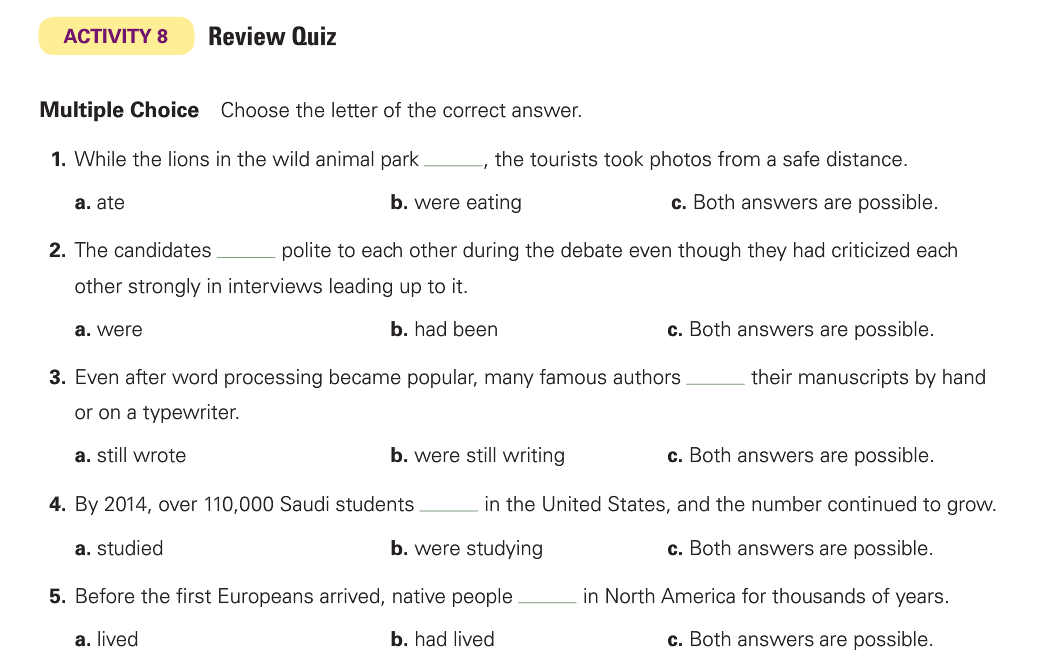 ACTIVITY 8 Review Quiz
Multiple Choice Choose the letter of the correct answer.
1. While the lions in the wild animal park ______, the tourists took photos from a safe distance.
a. ate b. were eating c. Both answers are possible.
2. The candidates ______ polite to each other during the debate even though they had criticized each
other strongly in interviews leading up to it.
a. were b. had been c. Both answers are possible.
3. Even after word processing became popular, many famous authors ______ their manuscripts by hand
or on a typewriter.
a. still wrote b. were still writing c. Both answers are possible.
4. By 2014, over 110,000 Saudi students ______ in the United States, and the number continued to grow.
a. studied b. were studying c. Both answers are possible.
5. Before the first Europeans arrived, native people ______ in North America for thousands of years.
a. lived b. had lived c. Both answers are possible.